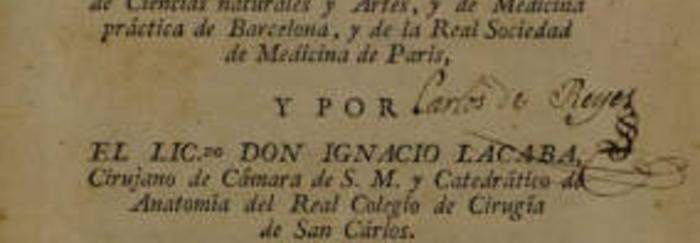 de Ciencias naturales y Artes, y de Medicina
práctica de Barcelona, y de la Real Sociedad
de Medicina de Paris,
Y POR Carlos de Reyes
EL LIC.DO DON IGNACIO LACABA,
Cirujano de Cámara de S. M. y Catedrático de
Anatomía del Real Colegio de Cirugía
de San Cárlos.